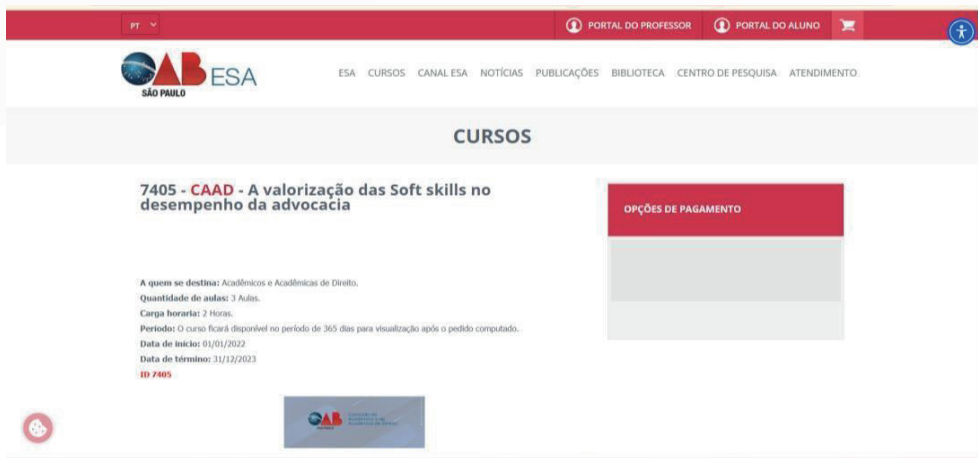 PT
PORTAL DO PROFESSOR
PORTAL DO ALUNO
OAB ESA
SÃO PAULO
ESA CURSOS CANAL ESA NOTÍCIAS PUBLICAÇÕES BIBLIOTECA CENTRO DE PESQUISA ATENDIMENTO
CURSOS
7405 - CAAD - A valorização das Soft skills no
desempenho da advocacia
OPÇÕES DE PAGAMENTO
A quem se destina: Acadêmicos e Acadêmicas de Direito.
Quantidade de aulas: 3 Aulas.
Carga horaria: 2 Horas.
Período: O curso ficará disponível no período de 365 dias para visualização após o pedido computado.
Data de início: 01/01/2022
Data de término: 31/12/2023
ID 7405
OAB